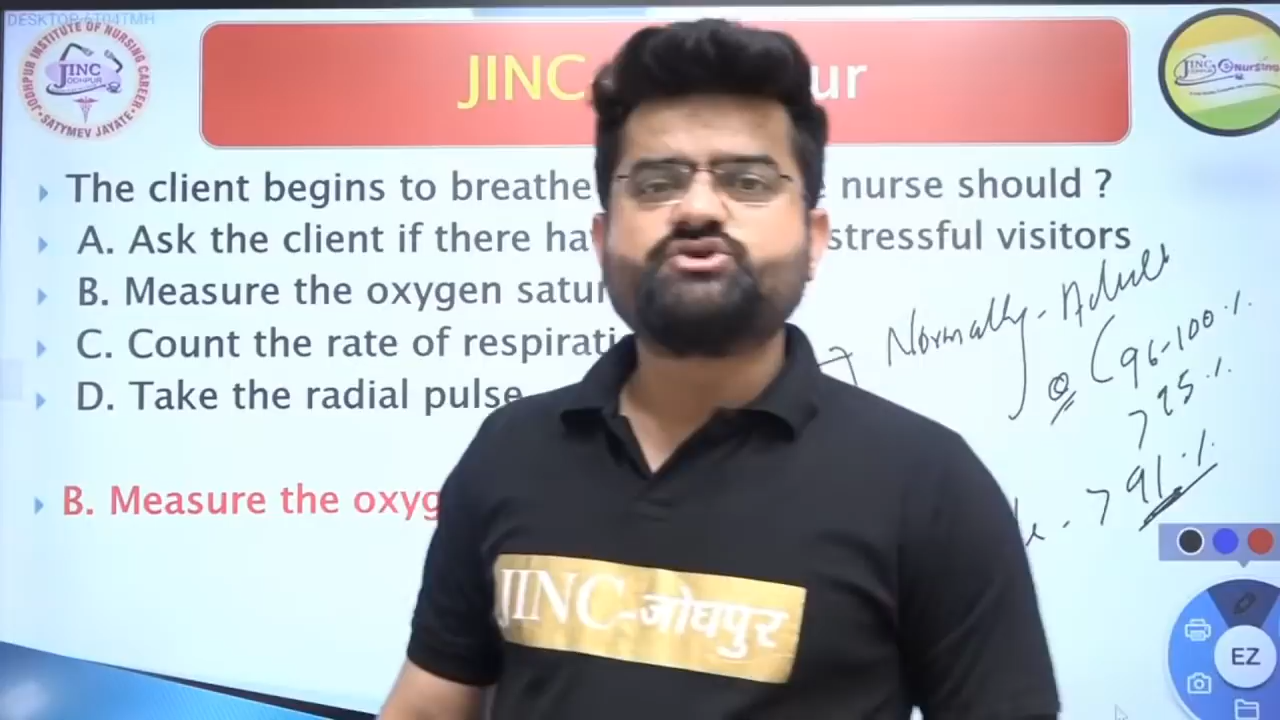 DESKTOP-6T04TMH
JODHPUR INSTITUTE OF NURSING CAREER
JINC
JODHPUR
SATYMEV JAYATE
JINC ur
JINC eNursing
The client begins to breathe nurse should ?
A. Ask the client if there ha stressful visitors
B. Measure the oxygen satur
C. Count the rate of respirati
D. Take the radial pulse
Normally - Adult
(96-100%
>95%
>91%
B. Measure the oxyg
JINC-जोधपुर
EZ